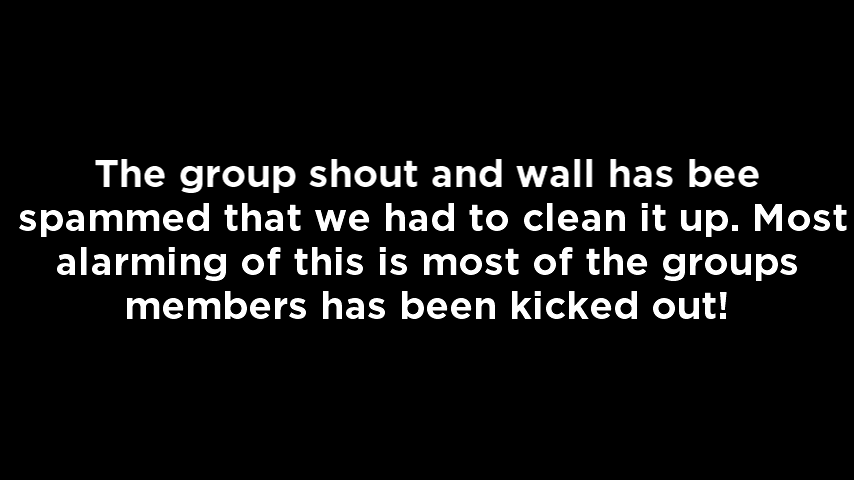 The group shout and wall has bee
spammed that we had to clean it up. Most
alarming of this is most of the groups
members has been kicked out!